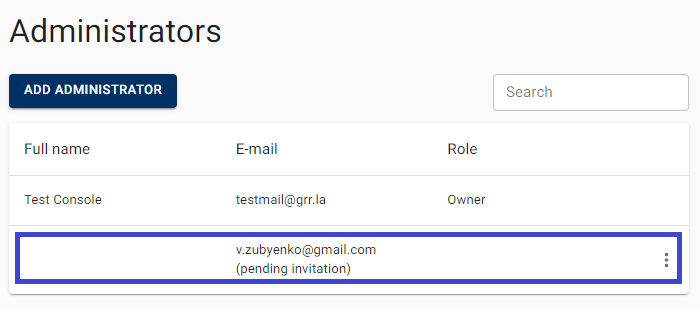 Administrators
ADD ADMINISTRATOR
Search
Full name E-mail Role
Test Console testmail@grr.la Owner
v.zubyenko@gmail.com
(pending invitation)